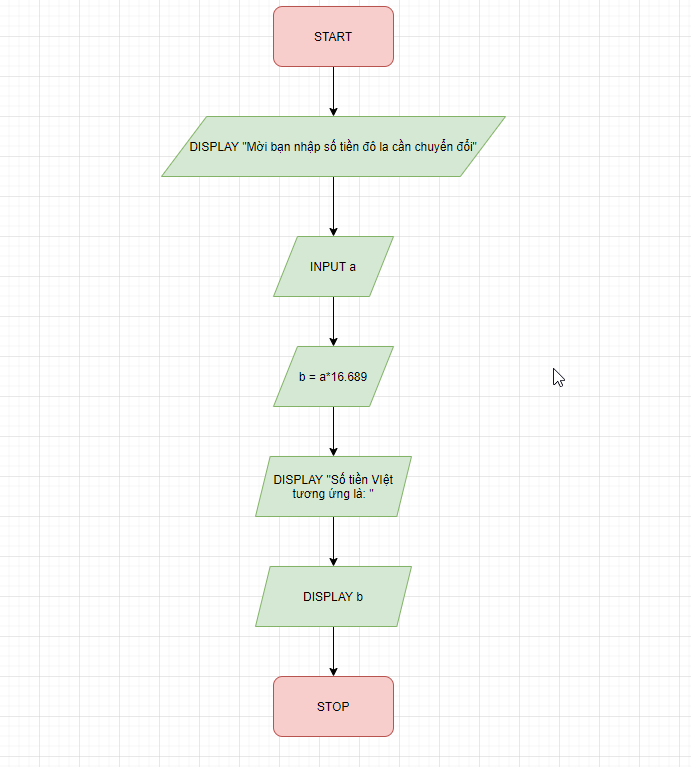 START
DISPLAY "Mời bạn nhập số tiền đô la cần chuyển đổi"
INPUT a
b = a*16.689
DISPLAY "Số tiền VIệt
tương ứng là: "
DISPLAY b
STOP